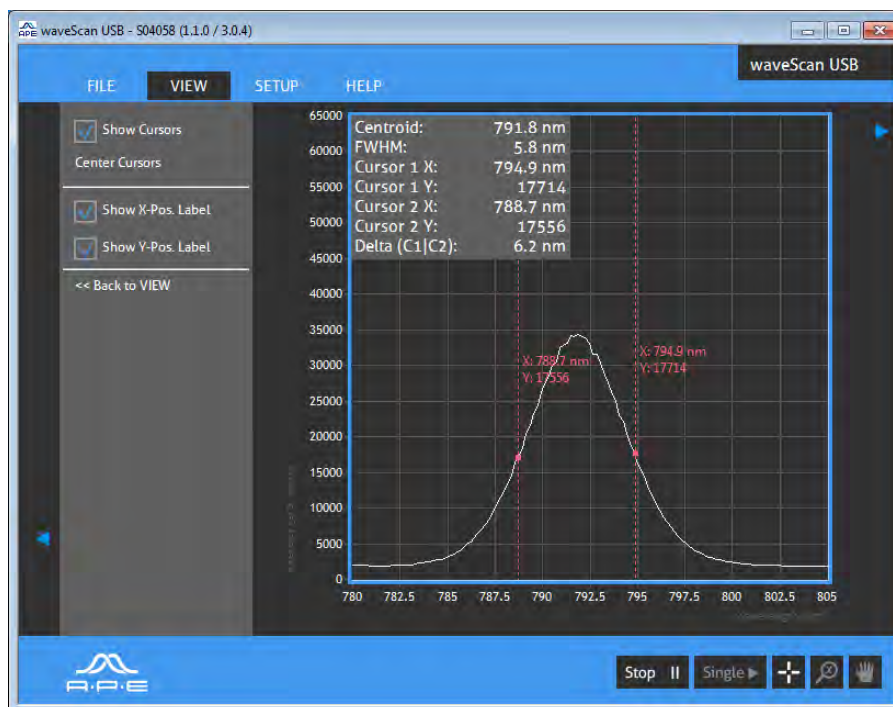 waveScan USB - S04058 (1.1.0 / 3.0.4)
waveScan USB
FILE VIEW SETUP HELP
Show Cursors
Center Cursors
Show X-Pos. Label
Show Y-Pos. Label
<< Back to VIEW
65000
60000
55000
50000
45000
40000
35000
30000
25000
20000
15000
10000
5000
0
Centroid: 791.8 nm
FWHM: 5.8 nm
Cursor 1 X: 794.9 nm
Cursor 1 Y: 17714
Cursor 2 X: 788.7 nm
Cursor 2 Y: 17556
Delta (C1|C2): 6.2 nm
X: 788.7 nm
Y: 17556
X: 794.9 nm
Y: 17714
780 782.5 785 787.5 790 792.5 795 797.5 800 802.5 805
A·P·E
Stop Single